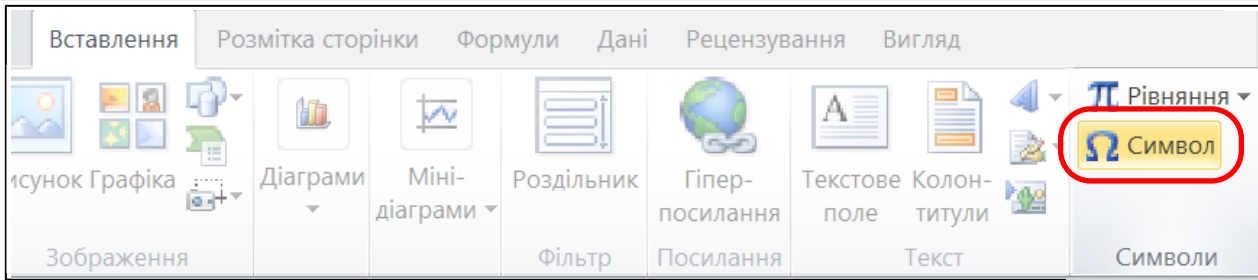 Вставлення Розмітка сторінки Формули Дані Рецензування Вигляд
Рівняння
Символ
исунок Графіка Діаграми Міні- Роздільник Гіпер- Текстове Колон-
діаграми посилання поле титули
Зображення Фільтр Посилання Текст Символи